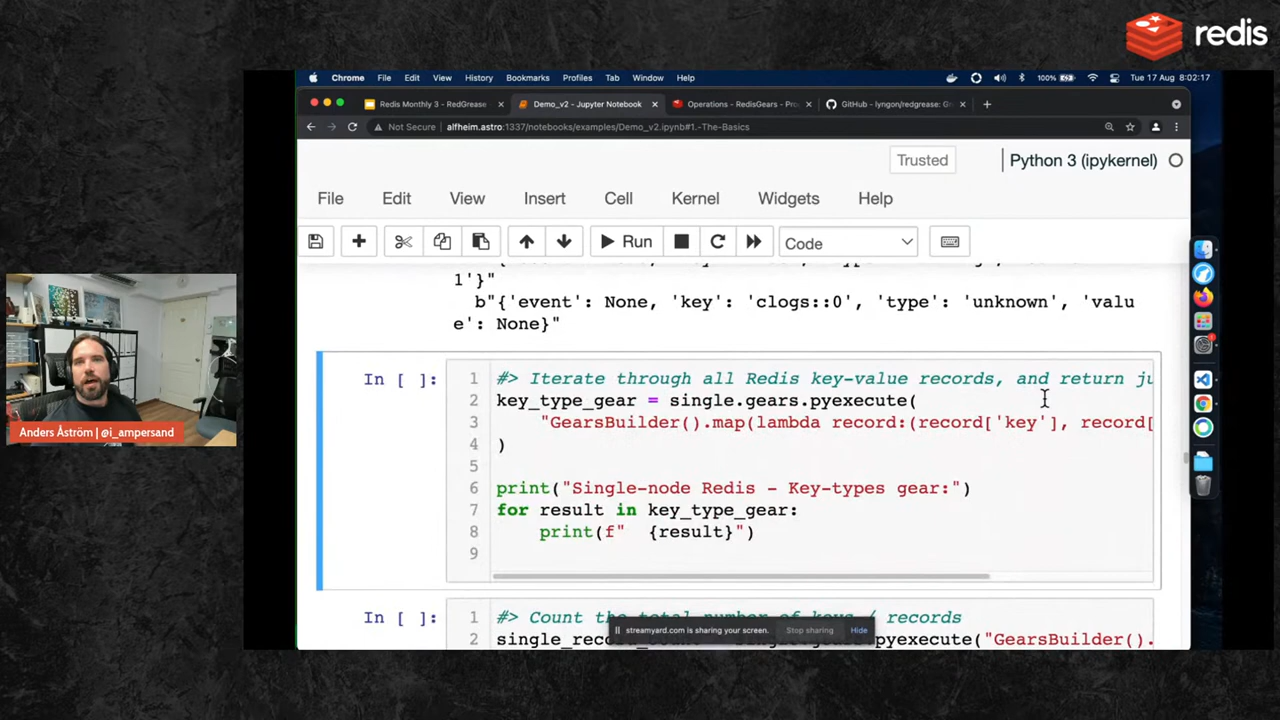 redis
Chrome File Edit View History Bookmarks Profiles Tab Window Help
100% Tue 17 Aug 8:02:17
Redis Monthly 3 - RedGrease
Demo_v2 - Jupyter Notebook
Operations - RedisGears - Pro
GitHub - lyngon/redgrease: G
Not Secure alfheim.astro:1337/notebooks/examples/Demo_v2.ipynb#1.-The-Basics
Trusted
Python 3 (ipykernel)
File Edit View Insert Cell Kernel Widgets Help
Run
Code
1'}"
b"{'event': None, 'key': 'clogs::0', 'type': 'unknown', 'valu
e': None}"
In [ ]:
1 #> Iterate through all Redis key-value records, and return ju
2 key_type_gear = single.gears.pyexecute(
3 "GearsBuilder().map(lambda record:(record['key'], record[
4 )
5
6 print("Single-node Redis - Key-types gear:")
7 for result in key_type_gear:
8 print(f"  {result}")
9
In [ ]:
1 #> Count the total number of keys / records
2 pyexecute("GearsBuilder().
streamyard.com is sharing your screen. Stop sharing Hide
Anders Åström | @i_ampersand